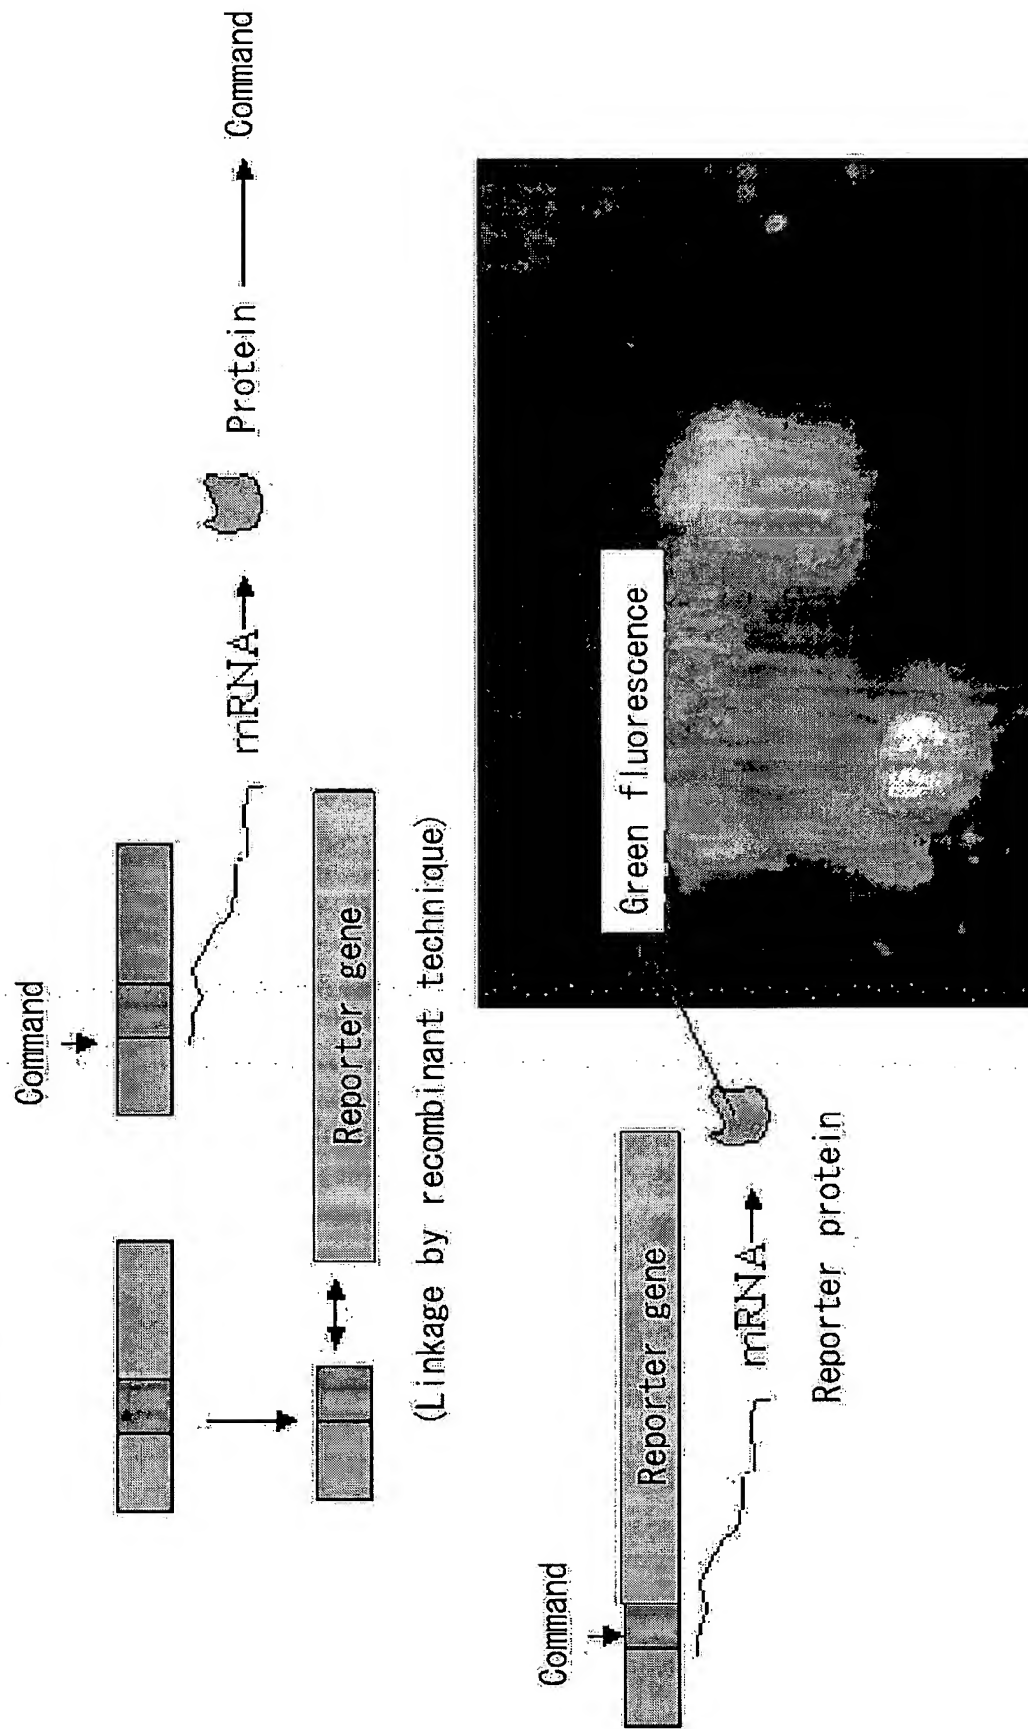 Command
mRNA
Protein
Command
Reporter gene
(Linkage by recombinant technique)
Command
Reporter gene
mRNA
Reporter protein
Green fluorescence